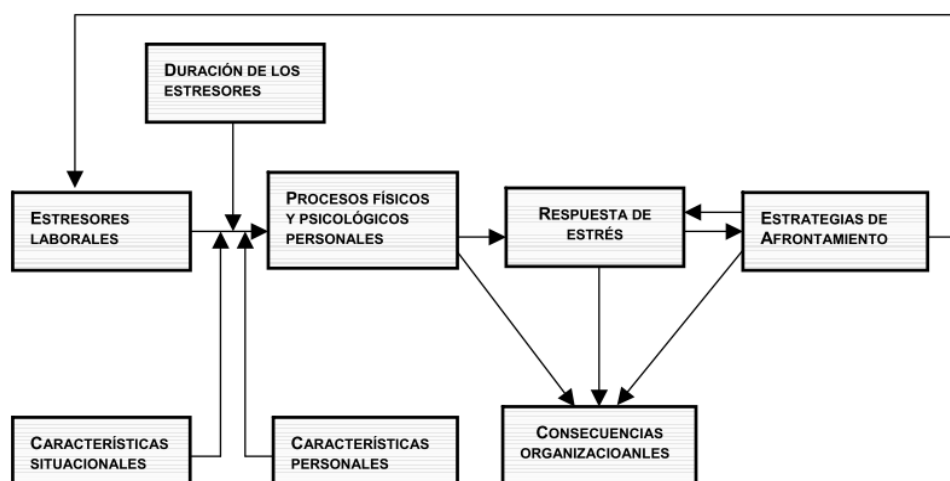 DURACIÓN DE LOS
ESTRESORES
ESTRESORES
LABORALES
PROCESOS FÍSICOS
Y PSICOLÓGICOS
PERSONALES
RESPUESTA DE
ESTRÉS
ESTRATEGIAS DE
AFRONTAMIENTO
CARACTERÍSTICAS
SITUACIONALES
CARACTERÍSTICAS
PERSONALES
CONSECUENCIAS
ORGANIZACIOANLES